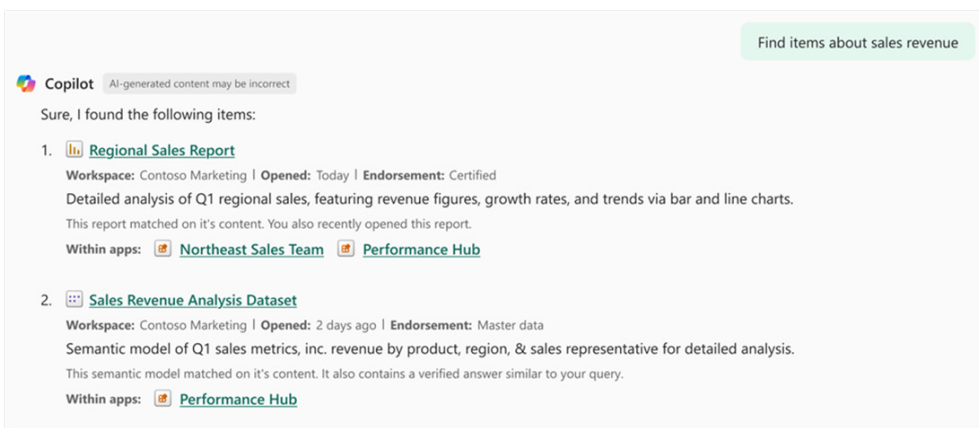 Find items about sales revenue
Copilot AI-generated content may be incorrect
Sure, I found the following items:
1. Regional Sales Report
Workspace: Contoso Marketing | Opened: Today | Endorsement: Certified
Detailed analysis of Q1 regional sales, featuring revenue figures, growth rates, and trends via bar and line charts.
This report matched on it's content. You also recently opened this report.
Within apps: Northeast Sales Team Performance Hub
2. Sales Revenue Analysis Dataset
Workspace: Contoso Marketing | Opened: 2 days ago | Endorsement: Master data
Semantic model of Q1 sales metrics, inc. revenue by product, region, & sales representative for detailed analysis.
This semantic model matched on it's content. It also contains a verified answer similar to your query.
Within apps: Performance Hub